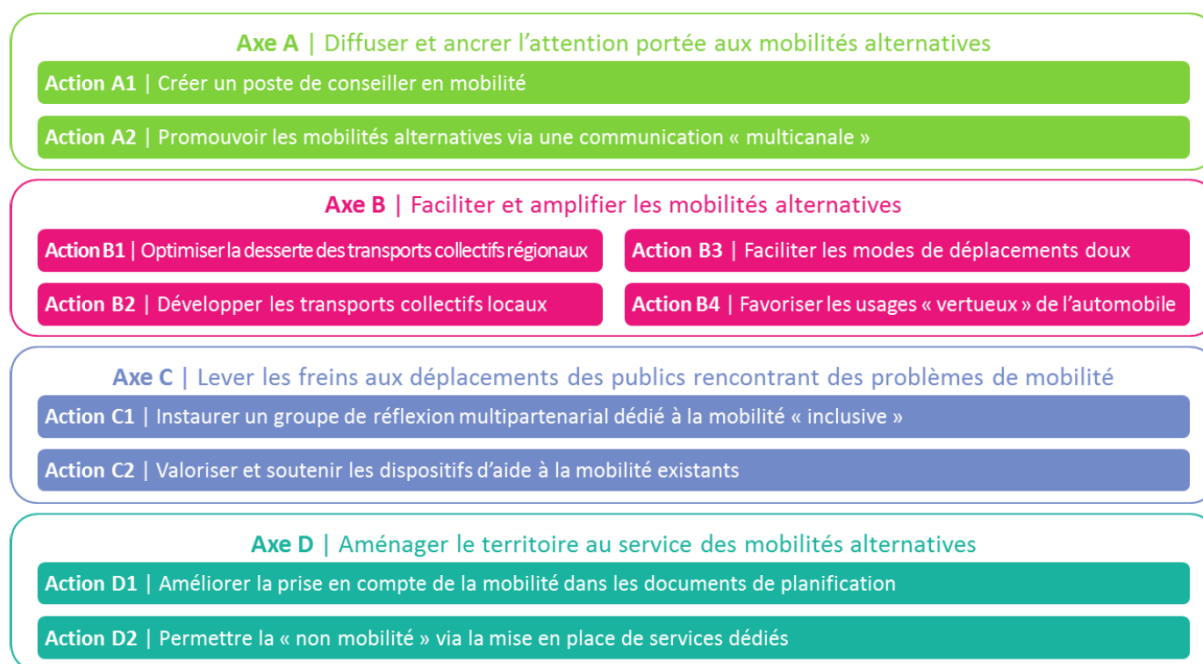 Axe A | Diffuser et ancrer l'attention portée aux mobilités alternatives
Action A1 | Créer un poste de conseiller en mobilité
Action A2 | Promouvoir les mobilités alternatives via une communication « multicanale »
Axe B | Faciliter et amplifier les mobilités alternatives
Action B1 | Optimiser la desserte des transports collectifs régionaux
Action B2 | Développer les transports collectifs locaux
Action B3 | Faciliter les modes de déplacements doux
Action B4 | Favoriser les usages « vertueux » de l'automobile
Axe C | Lever les freins aux déplacements des publics rencontrant des problèmes de mobilité
Action C1 | Instaurer un groupe de réflexion multipartenarial dédié à la mobilité « inclusive »
Action C2 | Valoriser et soutenir les dispositifs d'aide à la mobilité existants
Axe D | Aménager le territoire au service des mobilités alternatives
Action D1 | Améliorer la prise en compte de la mobilité dans les documents de planification
Action D2 | Permettre la « non mobilité » via la mise en place de services dédiés